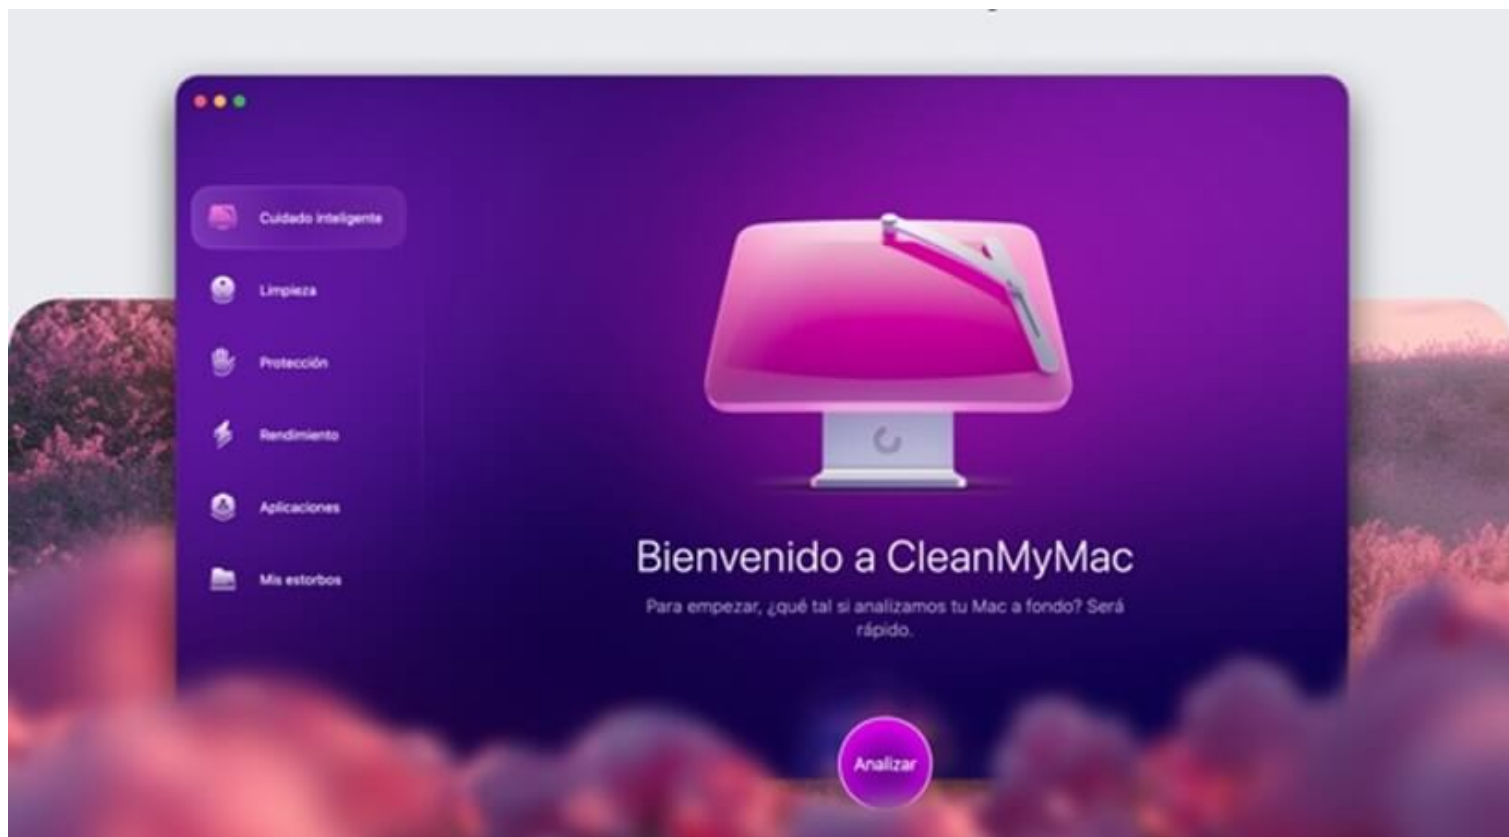 Cuidado inteligente
Limpieza
Protección
Rendimiento
Aplicaciones
Mis estorbos
Bienvenido a CleanMyMac
Para empezar, ¿qué tal si analizamos tu Mac a fondo? Será
rápido.
Analizar